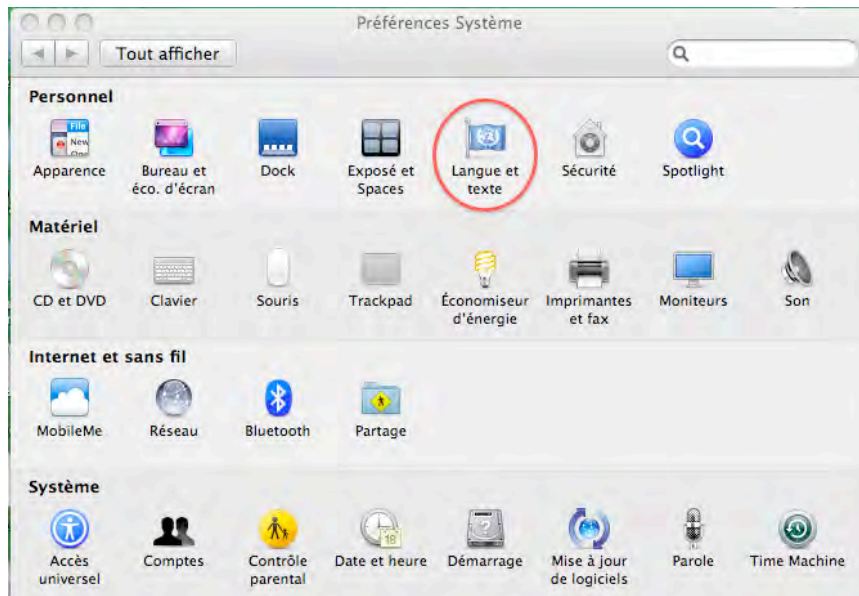 Préférences Système
Tout afficher
Personnel
File
New
Apparence
Bureau et
éco. d'écran
Dock
Exposé et
Spaces
Langue et
texte
Sécurité
Spotlight
Matériel
CD et DVD
Clavier
Souris
Trackpad
Économiseur
d'énergie
Imprimantes
et fax
Moniteurs
Son
Internet et sans fil
MobileMe
Réseau
Bluetooth
Partage
Système
Accès
universel
Comptes
Contrôle
parental
18
Date et heure
?
Démarrage
Mise à jour
de logiciels
Parole
Time Machine